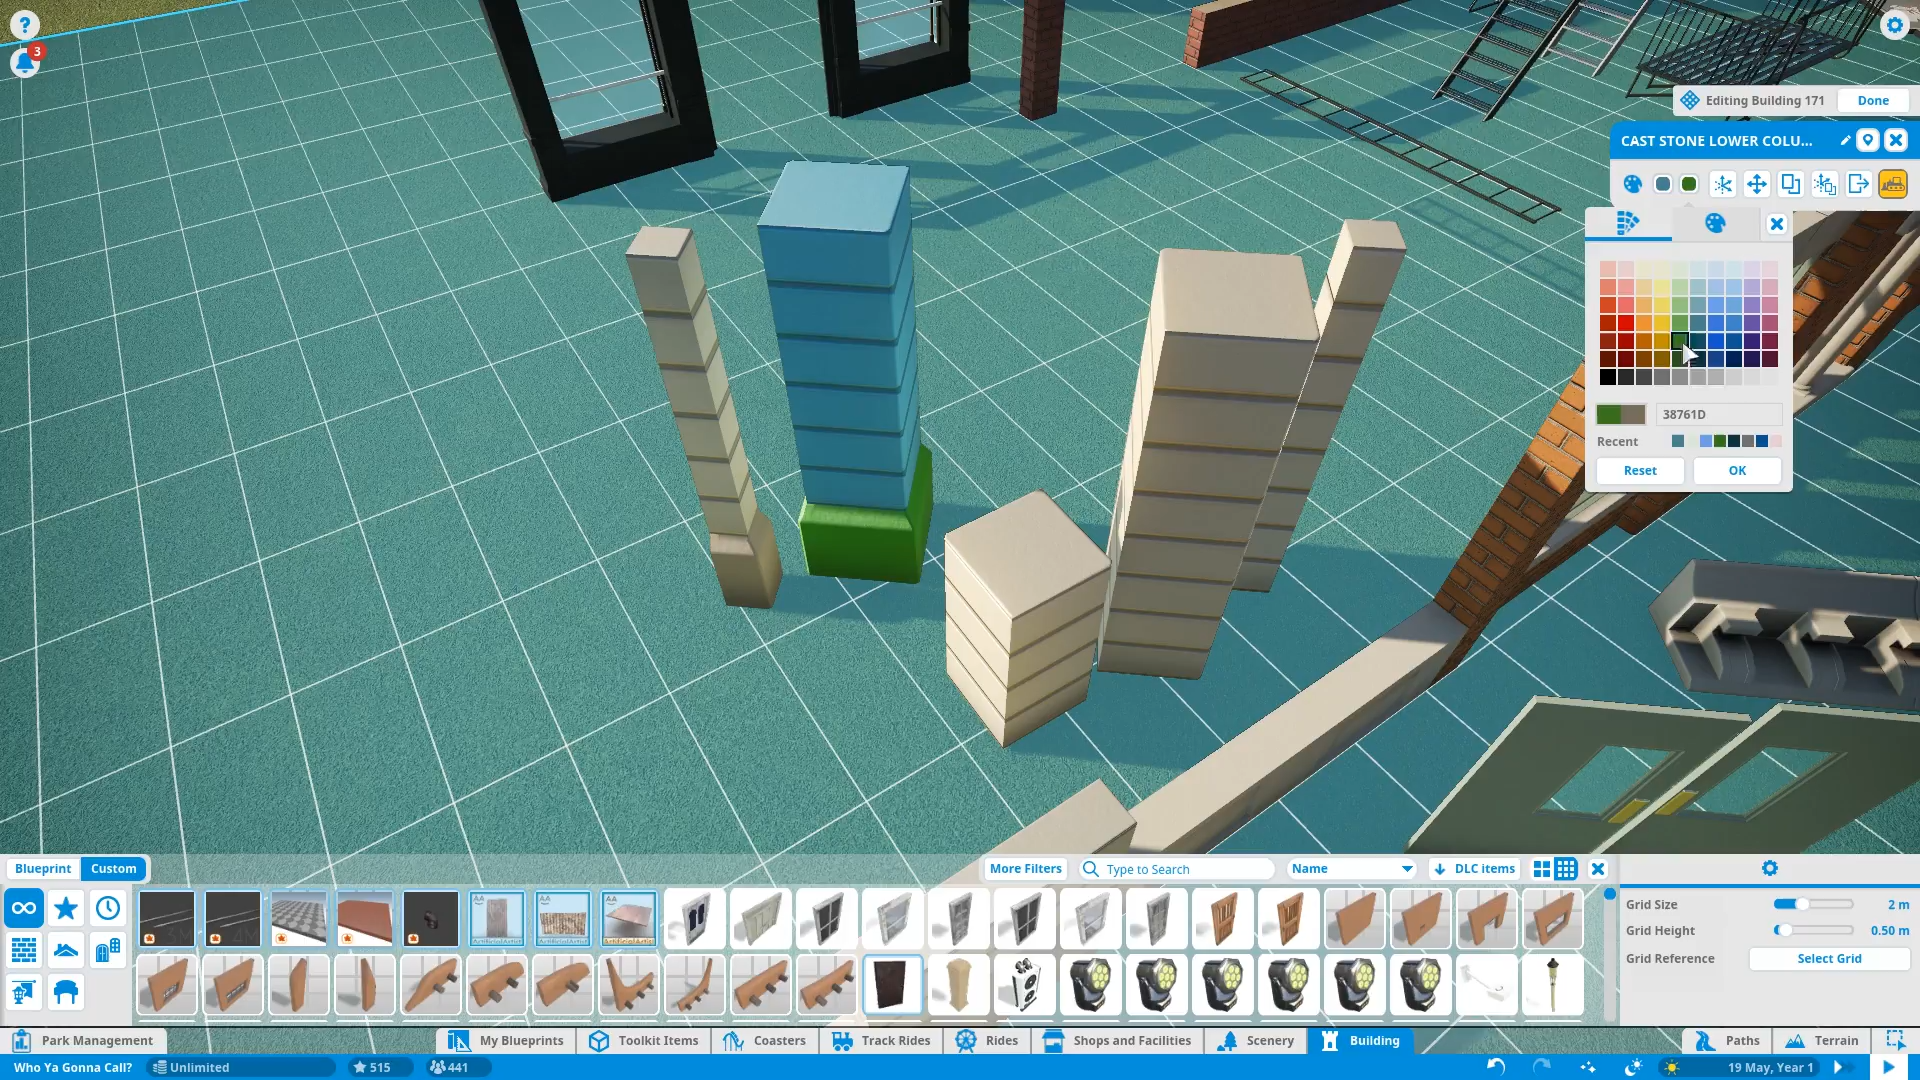 ?
3
Editing Building 171
Done
CAST STONE LOWER COLU...
38761D
Recent
Reset
OK
Blueprint
Custom
More Filters
Type to Search
Name
DLC items
Grid Size
2 m
Grid Height
0.50 m
Grid Reference
Select Grid
Park Management
My Blueprints
Toolkit Items
Coasters
Track Rides
Rides
Shops and Facilities
Scenery
Building
Paths
Terrain
Who Ya Gonna Call?
Unlimited
515
441
19 May, Year 1